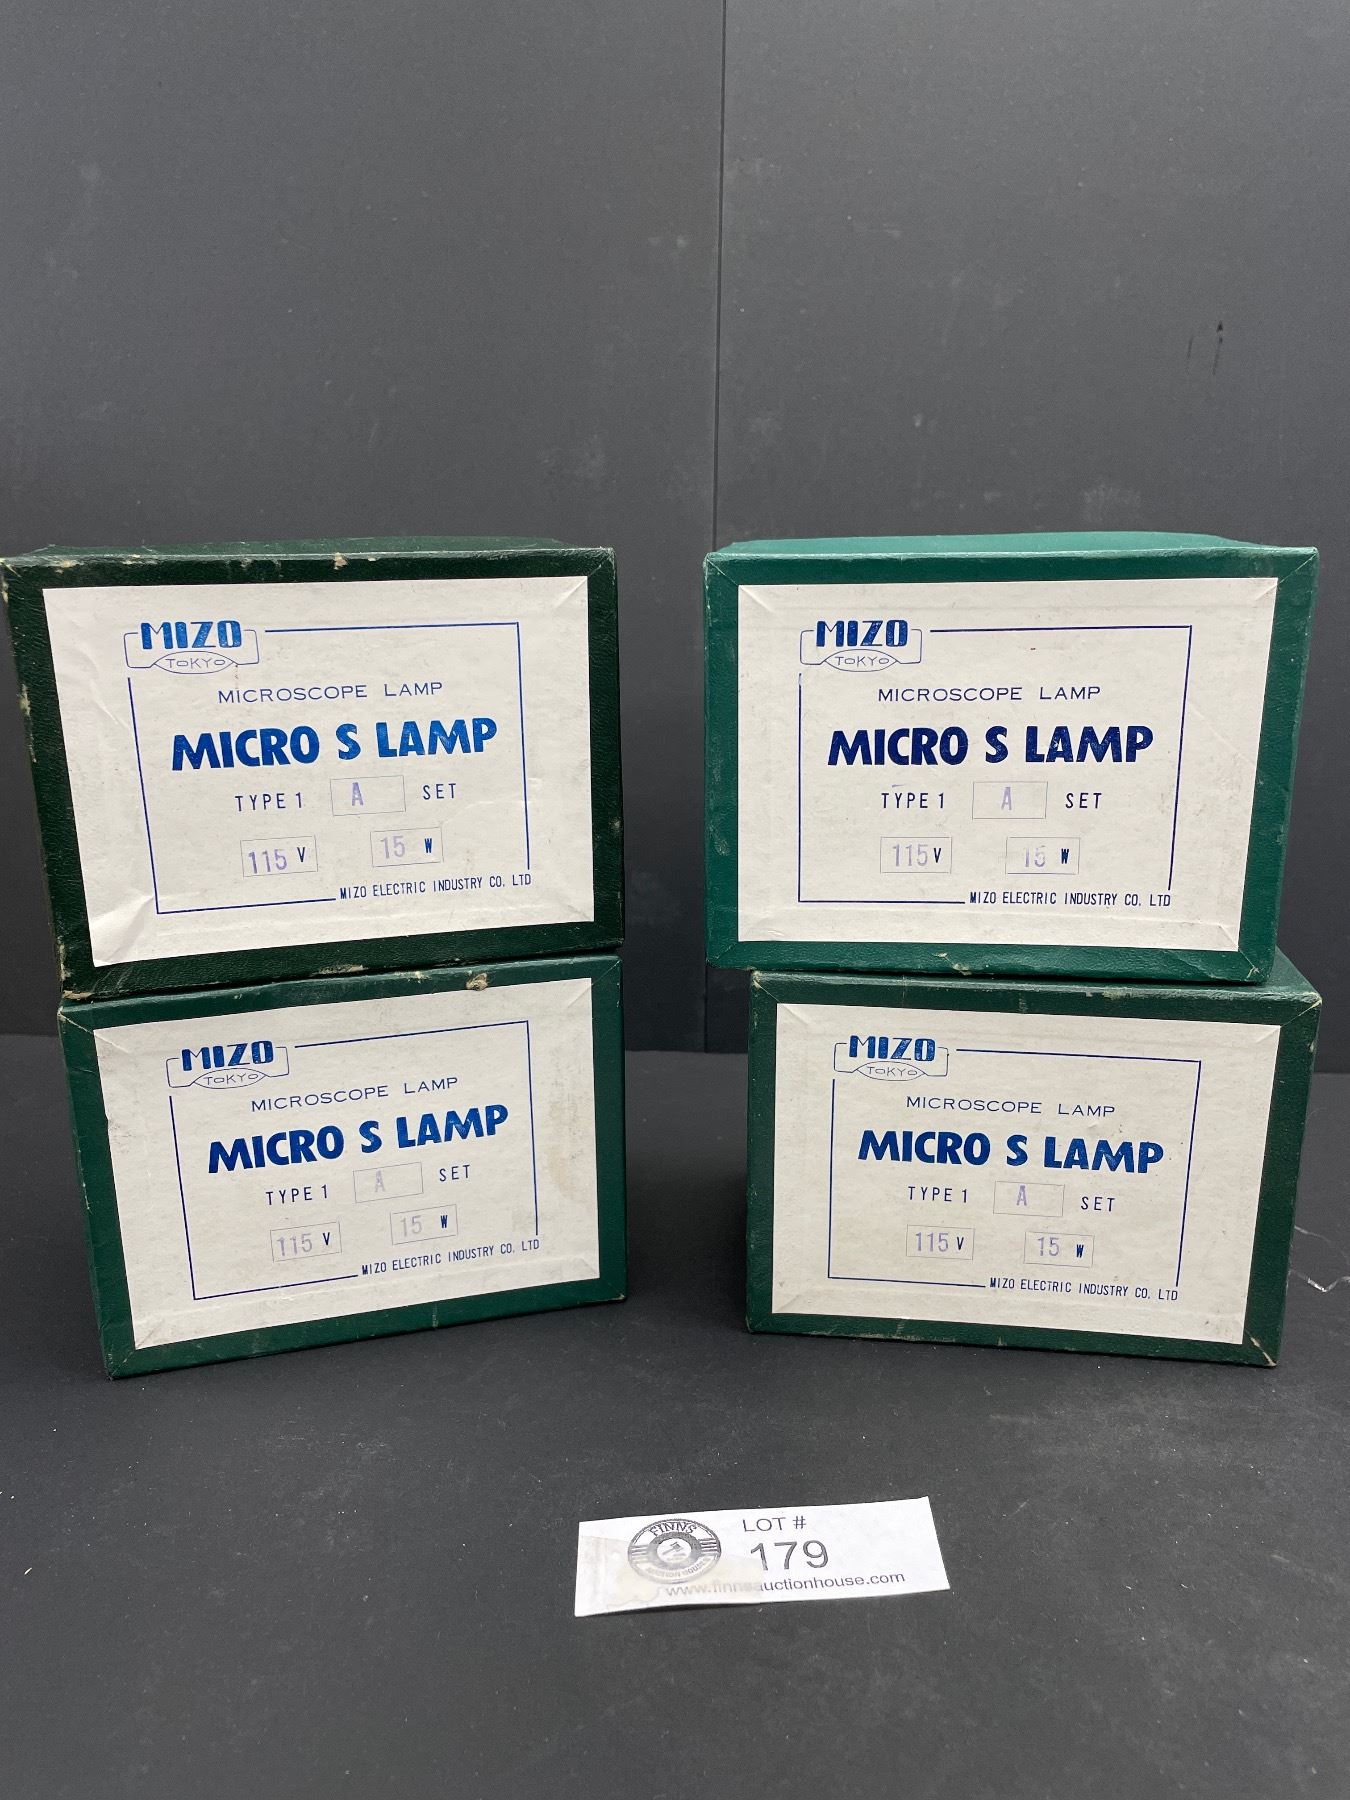 MIZO
TOKYO
MICROSCOPE LAMP
MICRO S LAMP
TYPE 1 A SET
115 V 15 W
MIZO ELECTRIC INDUSTRY CO. LTD
MIZO
TOKYO
MICROSCOPE LAMP
MICRO S LAMP
TYPE 1 A SET
115 V 15 W
MIZO ELECTRIC INDUSTRY CO. LTD
MIZO
TOKYO
MICROSCOPE LAMP
MICRO S LAMP
TYPE 1 A SET
115 V 15 W
MIZO ELECTRIC INDUSTRY CO. LTD
MIZO
TOKYO
MICROSCOPE LAMP
MICRO S LAMP
TYPE 1 A SET
115 V 15 W
MIZO ELECTRIC INDUSTRY CO. LTD
FINNS
AUCTION HOUSE
LOT #
179
www.finnsauctionhouse.com